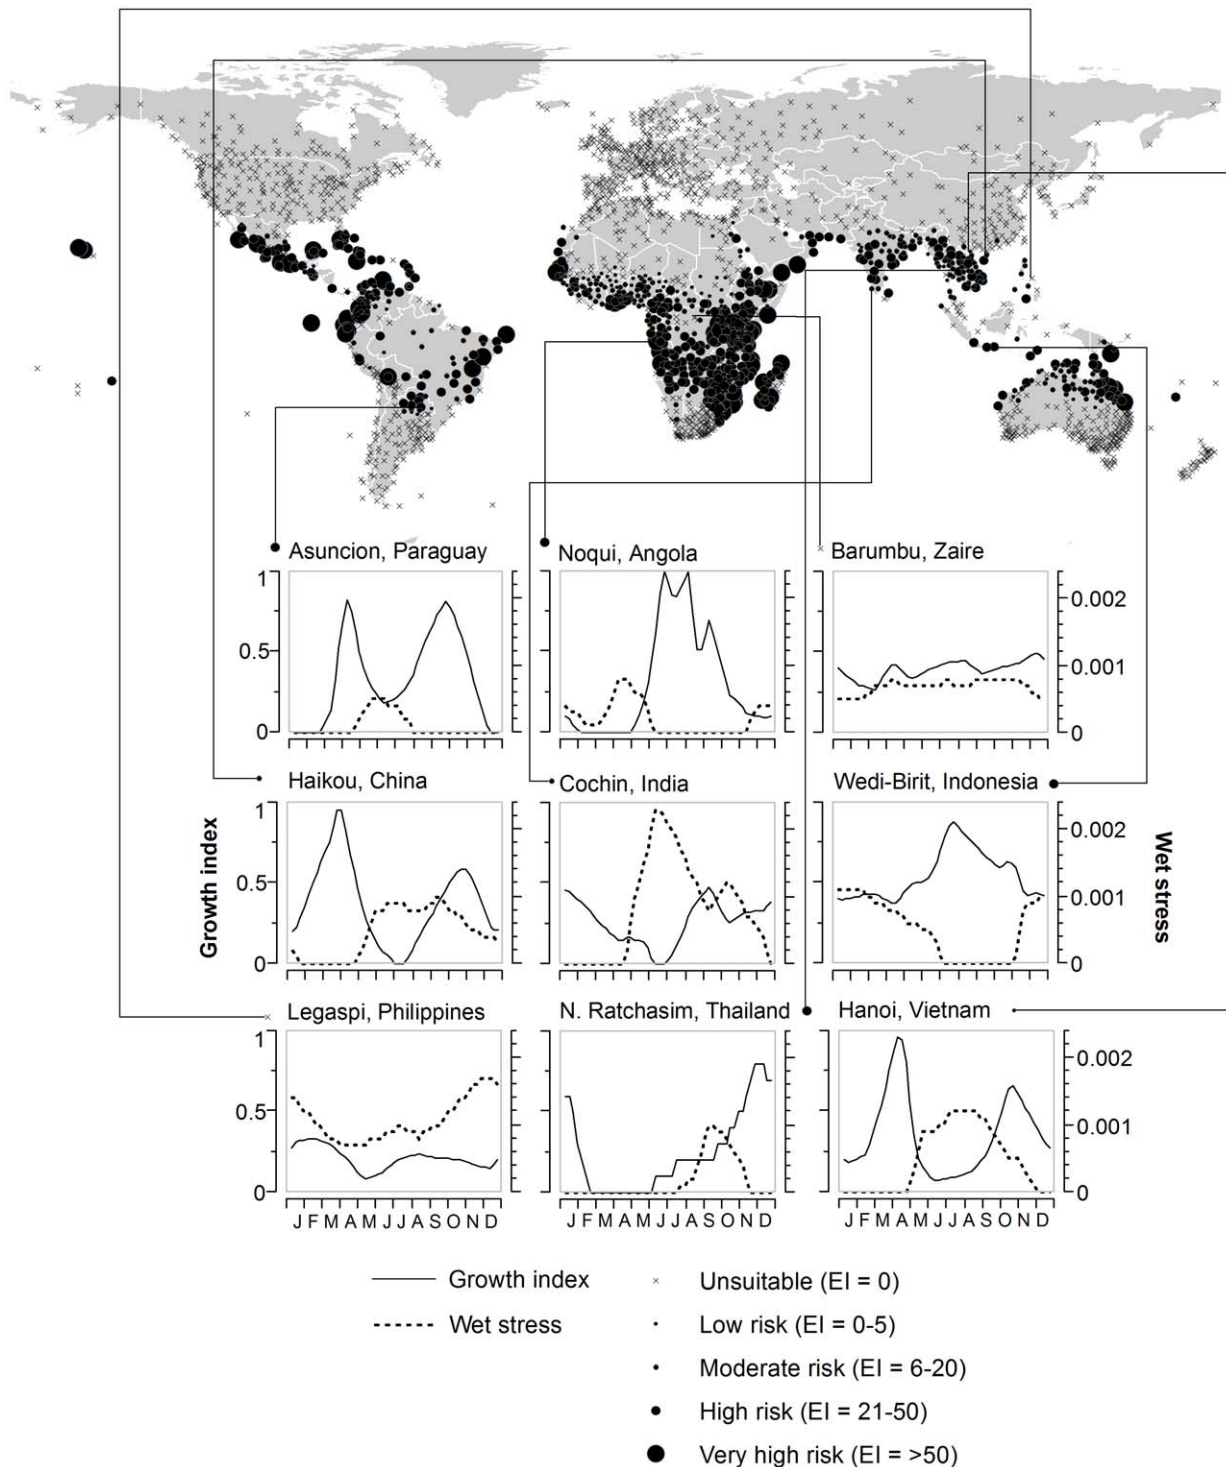 Asuncion, Paraguay
Noqui, Angola
Barumbu, Zaire
1
0.5
0
0.002
0.001
0
Haikou, China
Cochin, India
Wedi-Birit, Indonesia
Growth index
1
0.5
0
0.002
0.001
0
Wet stress
Legaspi, Philippines
N. Ratchasim, Thailand
Hanoi, Vietnam
1
0.5
0
0.002
0.001
0
J F M A M J J A S O N D
J F M A M J J A S O N D
J F M A M J J A S O N D
Growth index
Wet stress
Unsuitable (EI = 0)
Low risk (EI = 0-5)
Moderate risk (EI = 6-20)
High risk (EI = 21-50)
Very high risk (EI = >50)